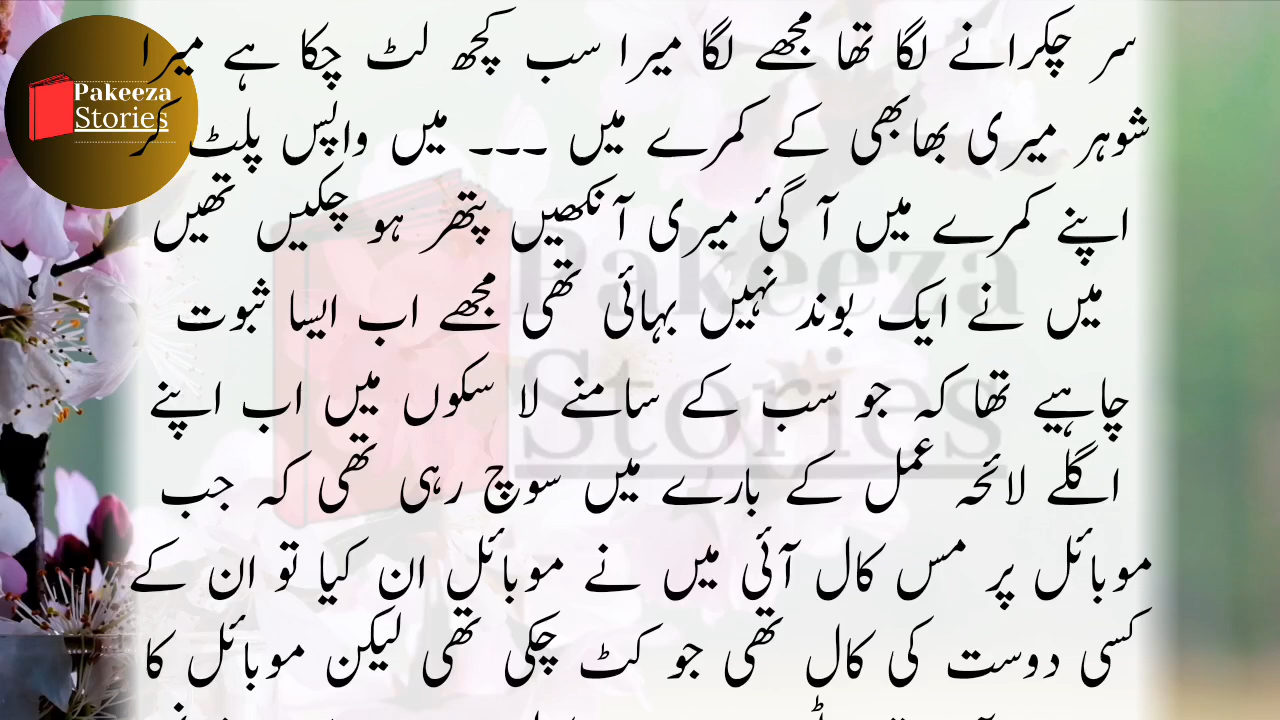 Pakeeza
Stories
سر چکرانے لگا تھا مجھے لگا میرا سب کچھ لٹ چکا ہے میرا
شوہر میری بھابھی کے کمرے میں ۔۔۔ میں واپس پلٹ کر
اپنے کمرے میں آ گئ میری آنکھیں پتھر ہو چکیں تھیں
میں نے ایک بوند نہیں بہائی تھی مجھے اب ایسا ثبوت
چاہیے تھا کہ جو سب کے سامنے لا سکوں میں اب اپنے
اگلے لائحہ عمل کے بارے میں سوچ رہی تھی کہ جب
موبائل پر مس کال آئی میں نے موبائل ان کیا تو ان کے
کسی دوست کی کال تھی جو کٹ چکی تھی لیکن موبائل کا
Pakeeza
Stories